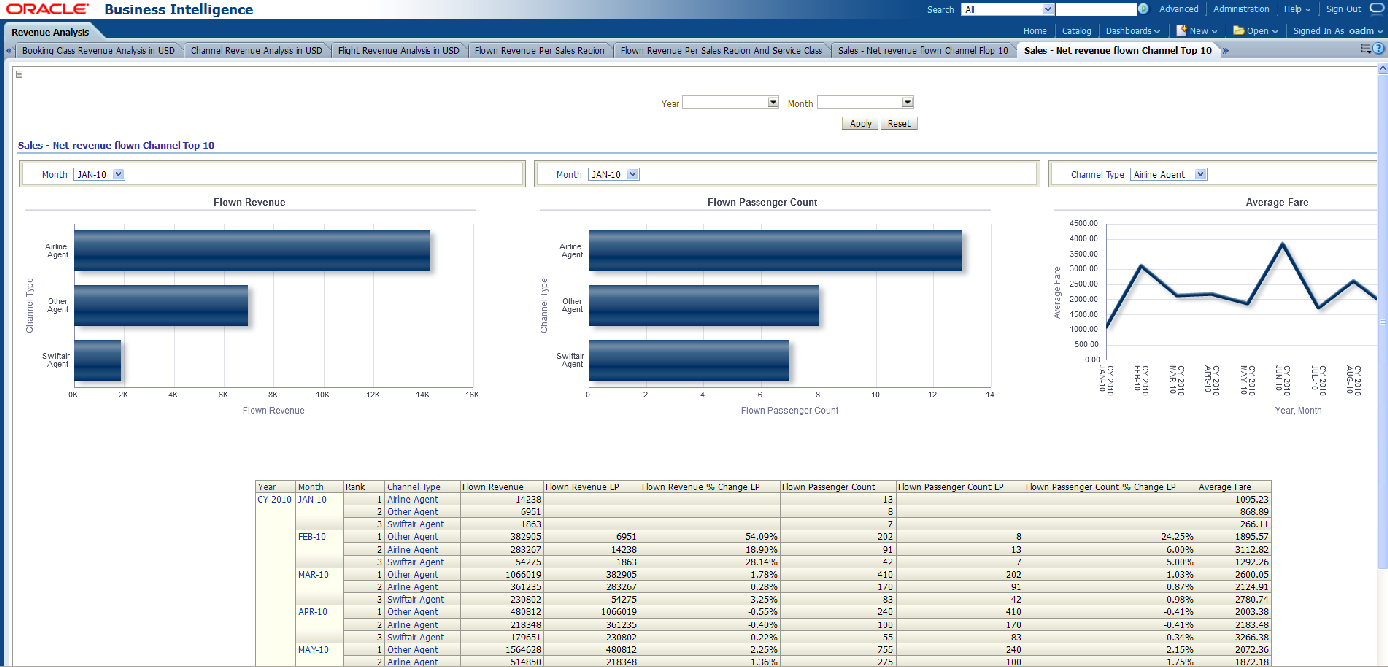 ORACLE Business Intelligence
Search All Advanced Administration Help Sign Out
Revenue Analysis
Home Catalog Dashboards New Open Signed In As oadm
« Booking Class Revenue Analysis in USD Channel Revenue Analysis in USD Flight Revenue Analysis in USD Flown Revenue Per Sales Region Flown Revenue Per Sales Region And Service Class Sales - Net revenue flown Channel Flop 10 Sales - Net revenue flown Channel Top 10 »
Year Month
Apply Reset
Sales - Net revenue flown Channel Top 10
Month JAN-10
Month JAN-10
Channel Type Airline Agent
Flown Revenue
Channel Type
Airline Agent
Other Agent
Swiftair Agent
0K 2K 4K 6K 8K 10K 12K 14K 16K
Flown Revenue
Flown Passenger Count
Channel Type
Airline Agent
Other Agent
Swiftair Agent
0 2 4 6 8 10 12 14
Flown Passenger Count
Average Fare
Average Fare
4500.00
4000.00
3500.00
3000.00
2500.00
2000.00
1500.00
1000.00
500.00
0.00
CY 2010 JAN-10
CY 2010 FEB-10
CY 2010 MAR-10
CY 2010 APR-10
CY 2010 MAY-10
CY 2010 JUN-10
CY 2010 JUL-10
CY 2010 AUG-10
Year, Month
Year Month Rank Channel Type Flown Revenue Flown Revenue LP Flown Revenue % Change LP Flown Passenger Count Flown Passenger Count LP Flown Passenger Count % Change LP Average Fare
CY 2010 JAN-10 1 Airline Agent 14238 13 1095.23
2 Other Agent 6951 8 868.89
3 Swiftair Agent 1863 7 266.11
FEB-10 1 Other Agent 382905 6951 54.09% 202 8 24.25% 1895.57
2 Airline Agent 283267 14238 18.90% 91 13 6.00% 3112.82
3 Swiftair Agent 54275 1863 28.14% 42 7 5.00% 1292.26
MAR-10 1 Other Agent 1066019 382905 1.78% 410 202 1.03% 2600.05
2 Airline Agent 361235 283267 0.28% 170 91 0.87% 2124.91
3 Swiftair Agent 230802 54275 3.25% 83 42 0.98% 2780.74
APR-10 1 Other Agent 480812 1066019 -0.55% 240 410 -0.41% 2003.38
2 Airline Agent 218348 361235 -0.40% 100 170 -0.41% 2183.48
3 Swiftair Agent 179651 230802 -0.22% 55 83 -0.34% 3266.38
MAY-10 1 Other Agent 1564628 480812 2.25% 755 240 2.15% 2072.36
2 Airline Agent 514850 218348 1.36% 275 100 1.75% 1872.18